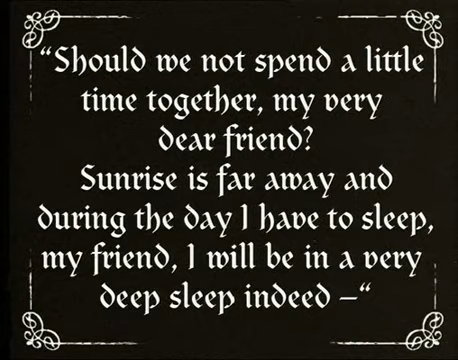 “Should we not spend a little
time together, my very
dear friend?
Sunrise is far away and
during the day I have to sleep,
my friend, I will be in a very
deep sleep indeed –“